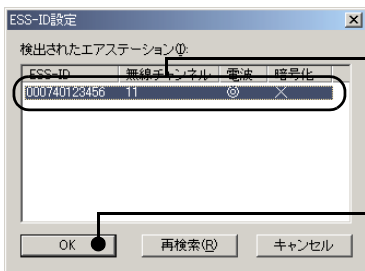 ESS-ID設定
検出されたエアステーション(I):
ESS-ID 無線チャンネル 電波 暗号化
000740123456 11 ◎ ×
OK 再検索(R) キャンセル